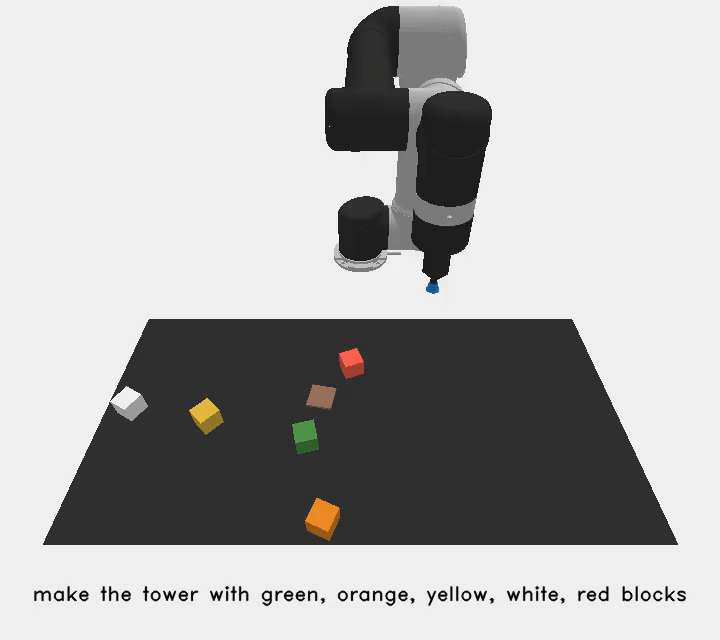 make the tower with green, orange, yellow, white, red blocks